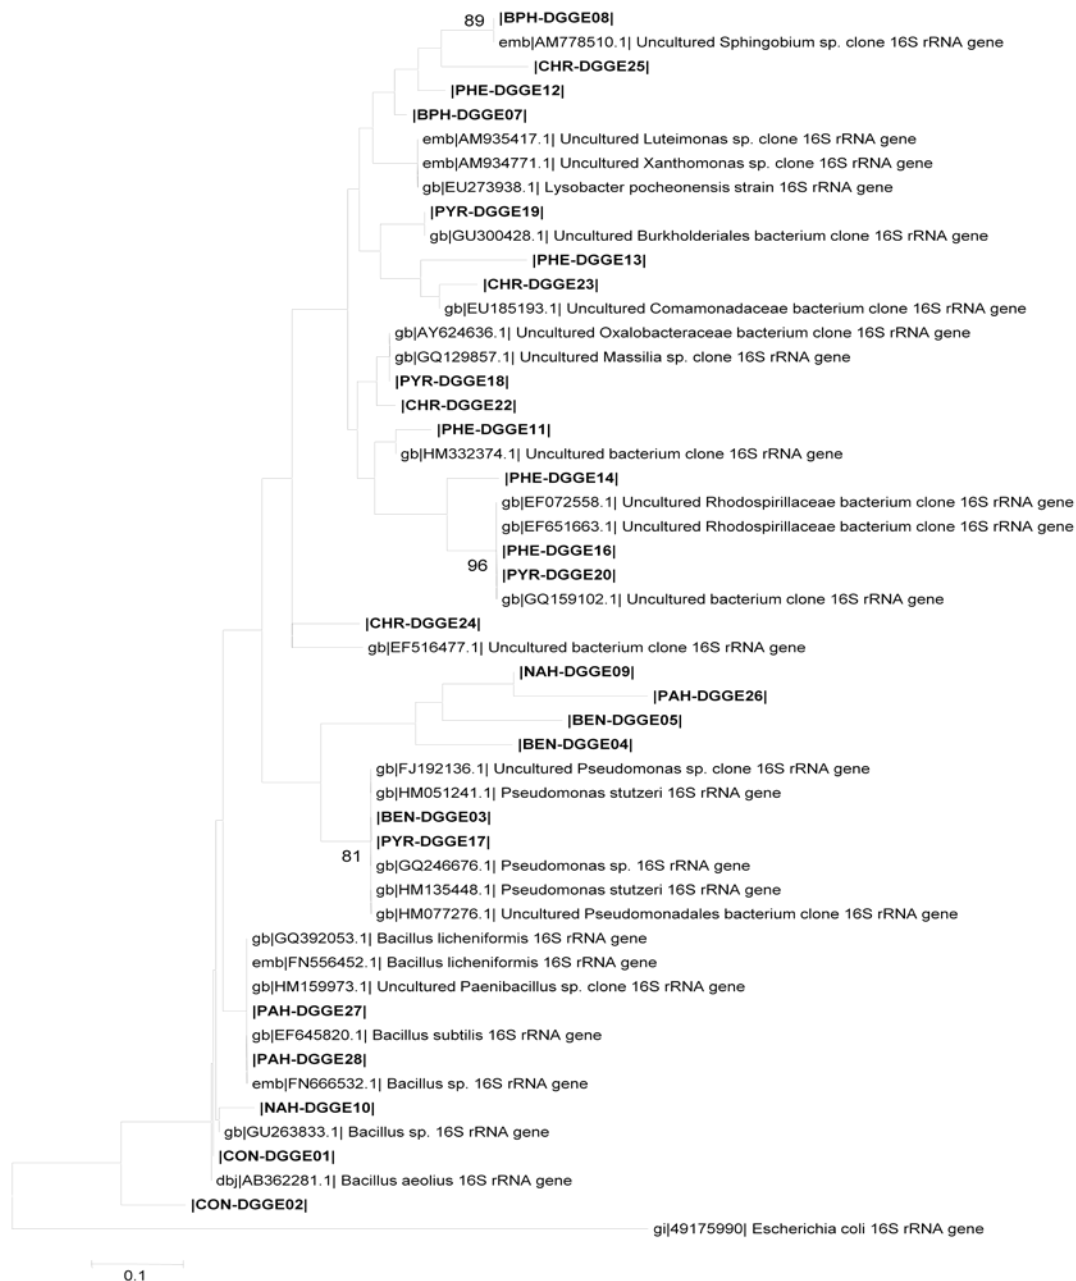 89
|BPH-DGGE08|
emb|AM778510.1| Uncultured Sphingobium sp. clone 16S rRNA gene
|CHR-DGGE25|
|PHE-DGGE12|
|BPH-DGGE07|
emb|AM935417.1| Uncultured Luteimonas sp. clone 16S rRNA gene
emb|AM934771.1| Uncultured Xanthomonas sp. clone 16S rRNA gene
gb|EU273938.1| Lysobacter pocheonensis strain 16S rRNA gene
|PYR-DGGE19|
gb|GU300428.1| Uncultured Burkholderiales bacterium clone 16S rRNA gene
|PHE-DGGE13|
|CHR-DGGE23|
gb|EU185193.1| Uncultured Comamonadaceae bacterium clone 16S rRNA gene
gb|AY624636.1| Uncultured Oxalobacteraceae bacterium clone 16S rRNA gene
gb|GQ129857.1| Uncultured Massilia sp. clone 16S rRNA gene
|PYR-DGGE18|
|CHR-DGGE22|
|PHE-DGGE11|
gb|HM332374.1| Uncultured bacterium clone 16S rRNA gene
|PHE-DGGE14|
gb|EF072558.1| Uncultured Rhodospirillaceae bacterium clone 16S rRNA gene
gb|EF651663.1| Uncultured Rhodospirillaceae bacterium clone 16S rRNA gene
|PHE-DGGE16|
96
|PYR-DGGE20|
gb|GQ159102.1| Uncultured bacterium clone 16S rRNA gene
|CHR-DGGE24|
gb|EF516477.1| Uncultured bacterium clone 16S rRNA gene
|NAH-DGGE09|
|PAH-DGGE26|
|BEN-DGGE05|
|BEN-DGGE04|
gb|FJ192136.1| Uncultured Pseudomonas sp. clone 16S rRNA gene
gb|HM051241.1| Pseudomonas stutzeri 16S rRNA gene
|BEN-DGGE03|
|PYR-DGGE17|
81
gb|GQ246676.1| Pseudomonas sp. 16S rRNA gene
gb|HM135448.1| Pseudomonas stutzeri 16S rRNA gene
gb|HM077276.1| Uncultured Pseudomonadales bacterium clone 16S rRNA gene
gb|GQ392053.1| Bacillus licheniformis 16S rRNA gene
emb|FN556452.1| Bacillus licheniformis 16S rRNA gene
gb|HM159973.1| Uncultured Paenibacillus sp. clone 16S rRNA gene
|PAH-DGGE27|
gb|EF645820.1| Bacillus subtilis 16S rRNA gene
|PAH-DGGE28|
emb|FN666532.1| Bacillus sp. 16S rRNA gene
|NAH-DGGE10|
gb|GU263833.1| Bacillus sp. 16S rRNA gene
|CON-DGGE01|
dbj|AB362281.1| Bacillus aeolius 16S rRNA gene
|CON-DGGE02|
gi|49175990| Escherichia coli 16S rRNA gene
0.1